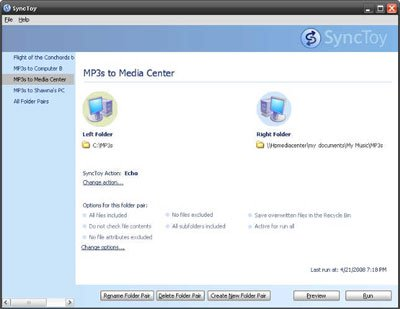 SyncToy
File Help
SyncToy
Flight of the Conchords to
MP3s to Computer B
MP3s to Media Center
MP3s to Shawna's PC
All Folder Pairs
MP3s to Media Center
Left Folder
C:\MP3s
Right Folder
\\Homediacenter\my documents\My Music\MP3s
SyncToy Action: Echo
Change action...
Options for this folder pair:
All files included
No files excluded
Save overwritten files in the Recycle Bin
Do not check file contents
All subfolders included
Active for run all
No file attributes excluded
Change options...
Last run at: 4/21/2008 7:18 PM
Rename Folder Pair
Delete Folder Pair
Create New Folder Pair
Preview
Run